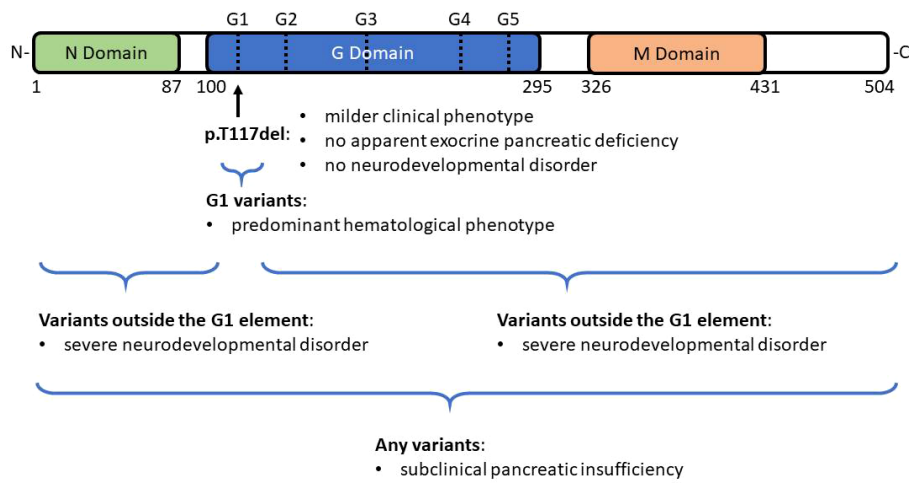 G1 G2 G3 G4 G5
N- N Domain G Domain M Domain -C
1 87 100 295 326 431 504
p.T117del:
• milder clinical phenotype
• no apparent exocrine pancreatic deficiency
• no neurodevelopmental disorder
G1 variants:
• predominant hematological phenotype
Variants outside the G1 element:
• severe neurodevelopmental disorder
Variants outside the G1 element:
• severe neurodevelopmental disorder
Any variants:
• subclinical pancreatic insufficiency